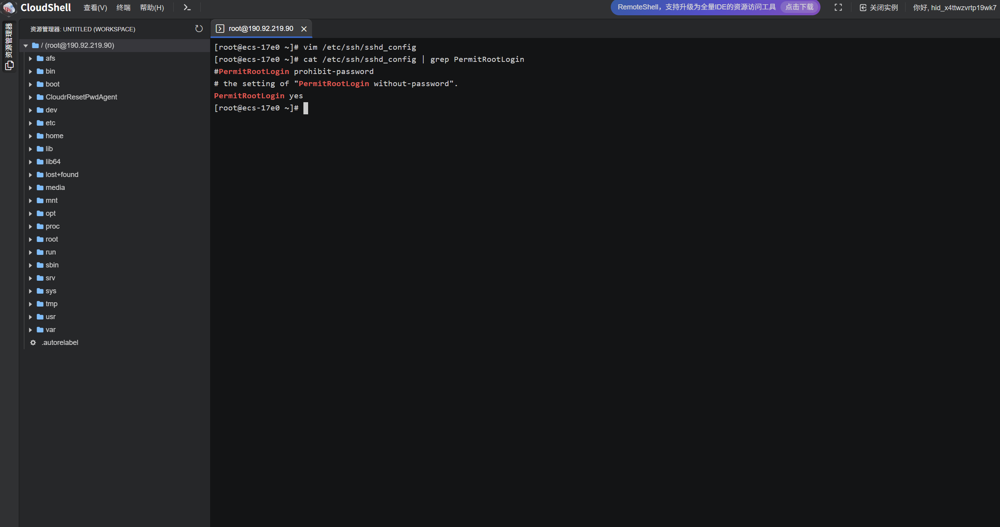 CloudShell 查看(V) 终端 帮助(H) RemoteShell，支持升级为全量IDE的资源访问工具 点击下载 关闭实例 你好, hid_x4ttwzvrtp19wk7
资源管理器
资源管理器: UNTITLED (WORKSPACE)
/ (root@190.92.219.90)
afs
bin
boot
CloudrResetPwdAgent
dev
etc
home
lib
lib64
lost+found
media
mnt
opt
proc
root
run
sbin
srv
sys
tmp
usr
var
.autorelabel
root@190.92.219.90
[root@ecs-17e0 ~]# vim /etc/ssh/sshd_config
[root@ecs-17e0 ~]# cat /etc/ssh/sshd_config | grep PermitRootLogin
#PermitRootLogin prohibit-password
# the setting of "PermitRootLogin without-password".
PermitRootLogin yes
[root@ecs-17e0 ~]#